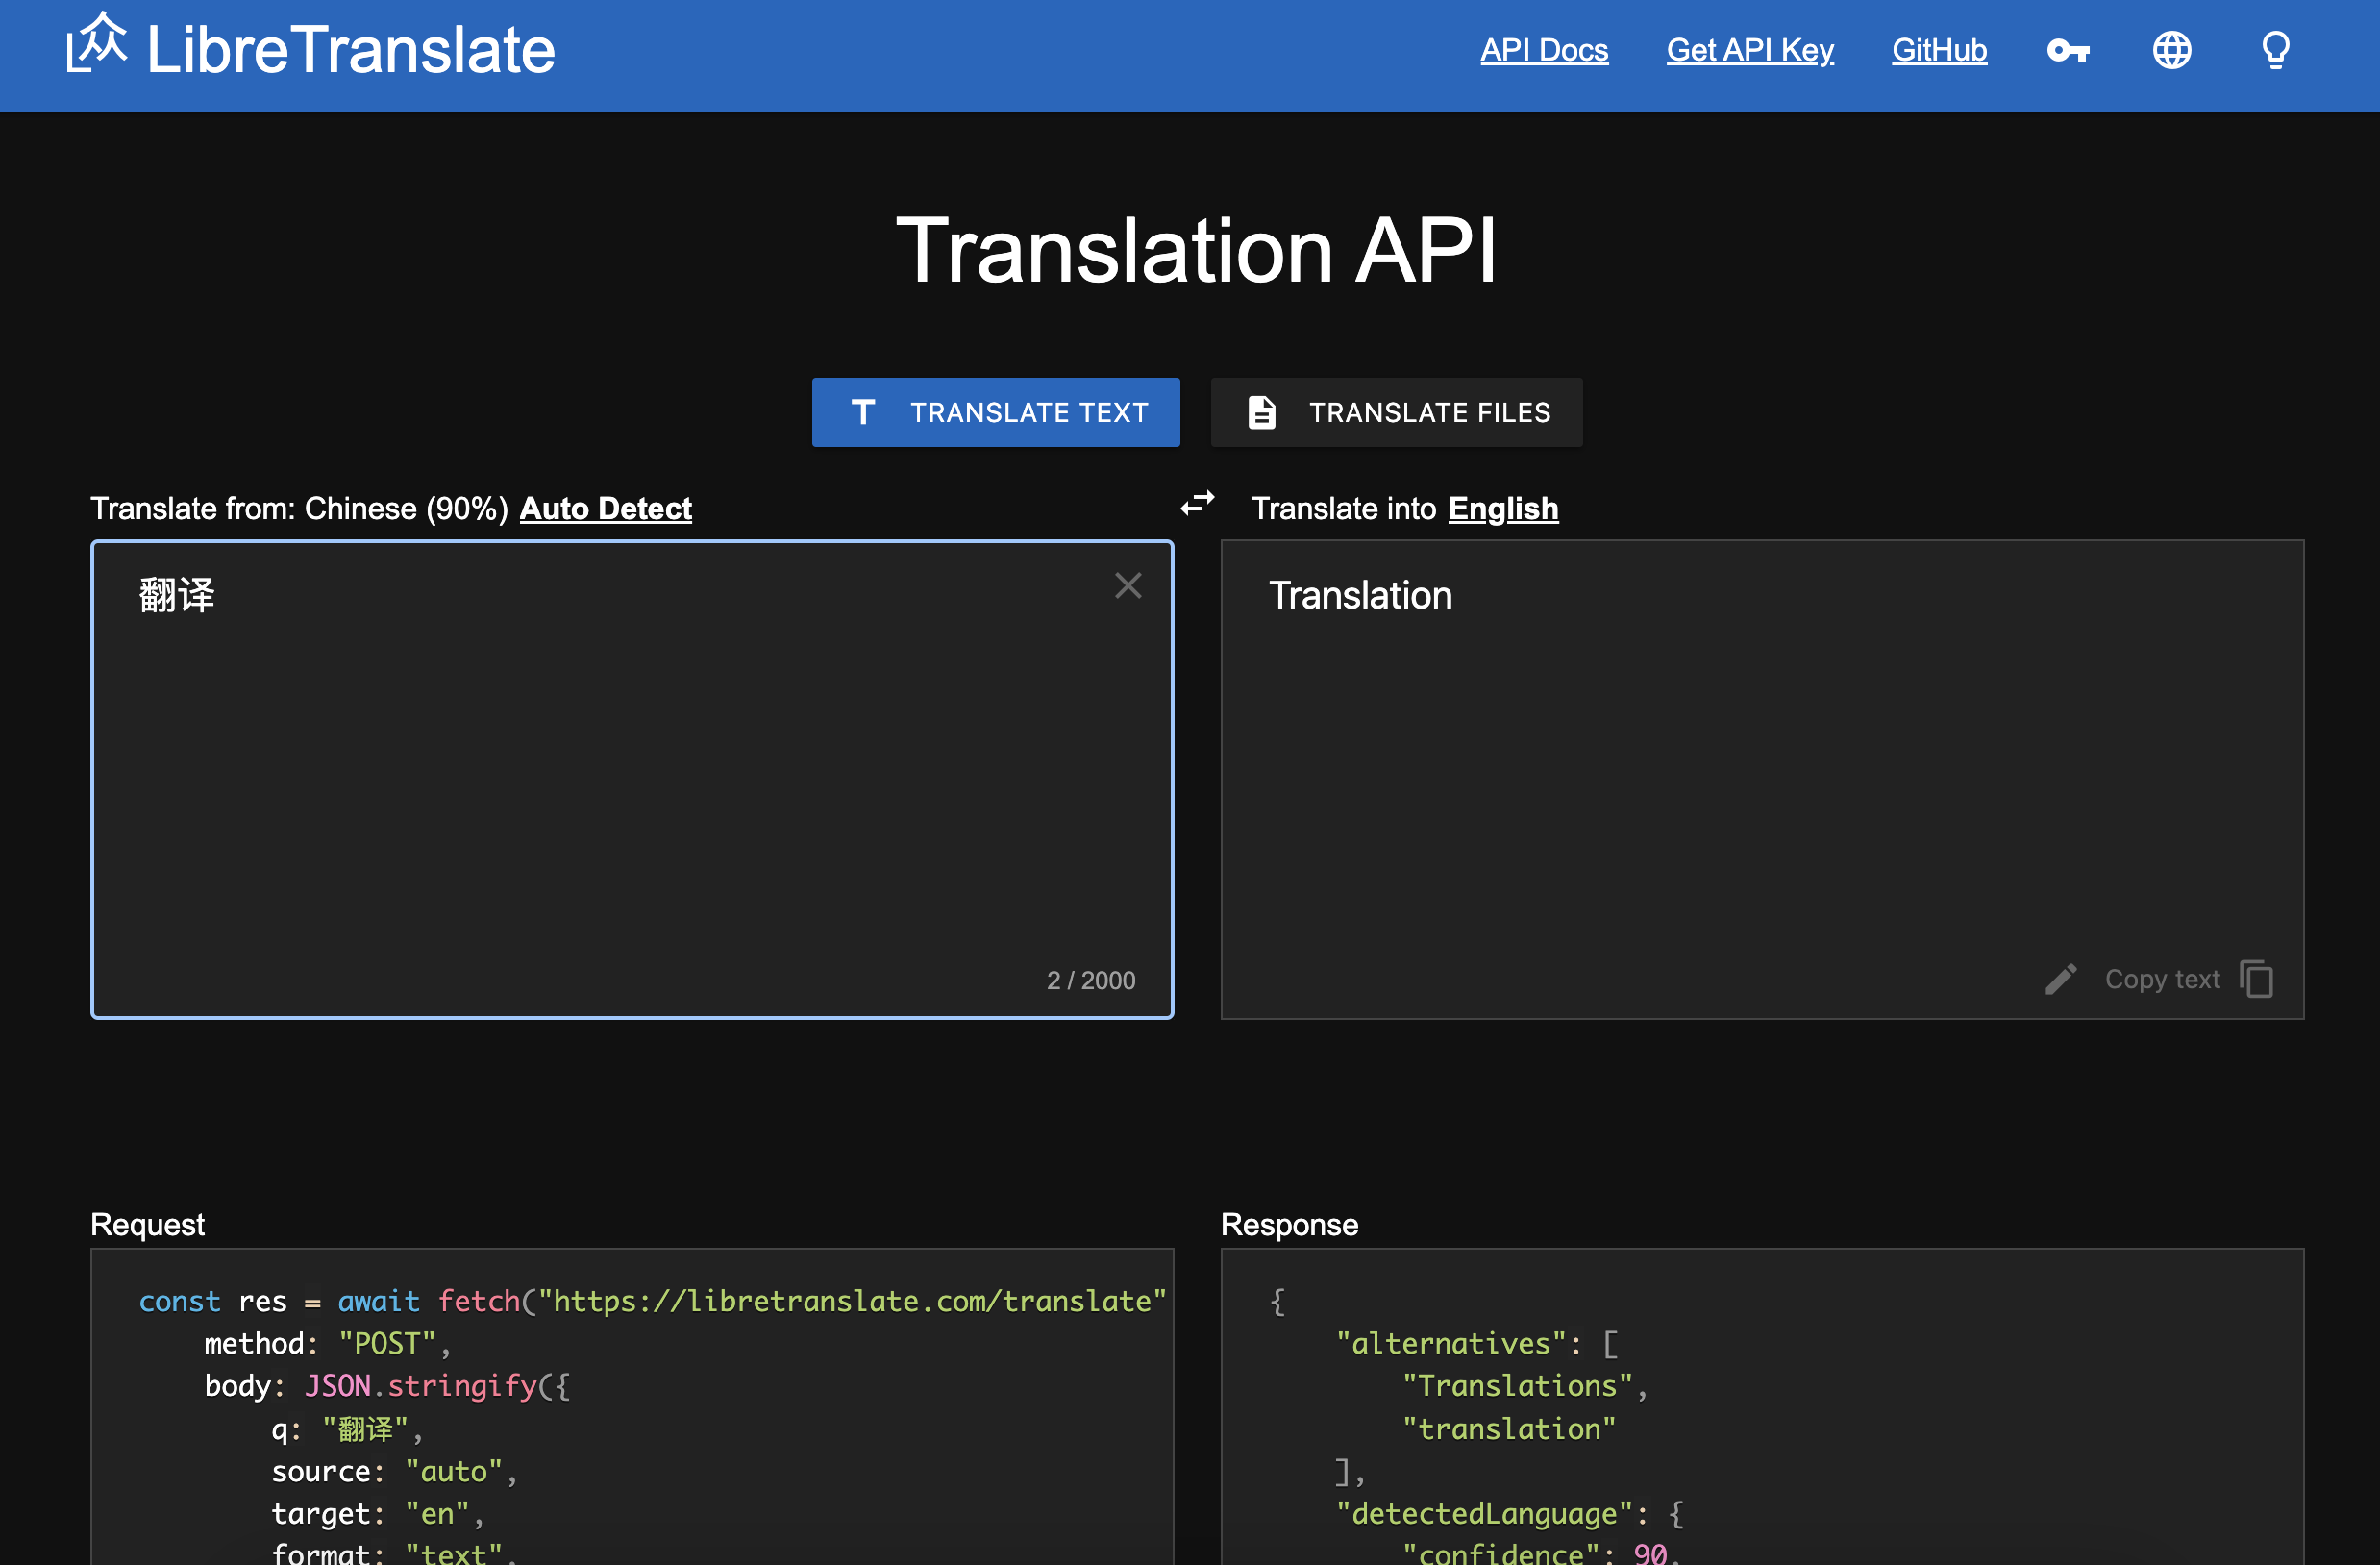 LibreTranslate
API Docs Get API Key GitHub
Translation API
TRANSLATE TEXT TRANSLATE FILES
Translate from: Chinese (90%) Auto Detect
Translate into English
翻译
Translation
2 / 2000
Copy text
Request
const res = await fetch("https://libretranslate.com/translate"
method: "POST",
body: JSON.stringify({
q: "翻译",
source: "auto",
target: "en",
format: "text",
Response
{
"alternatives": [
"Translations",
"translation"
],
"detectedLanguage": {
"confidence": 90,